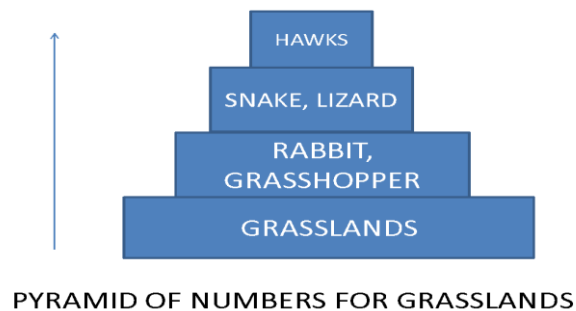 HAWKS
SNAKE, LIZARD
RABBIT,
GRASSHOPPER
GRASSLANDS
PYRAMID OF NUMBERS FOR GRASSLANDS